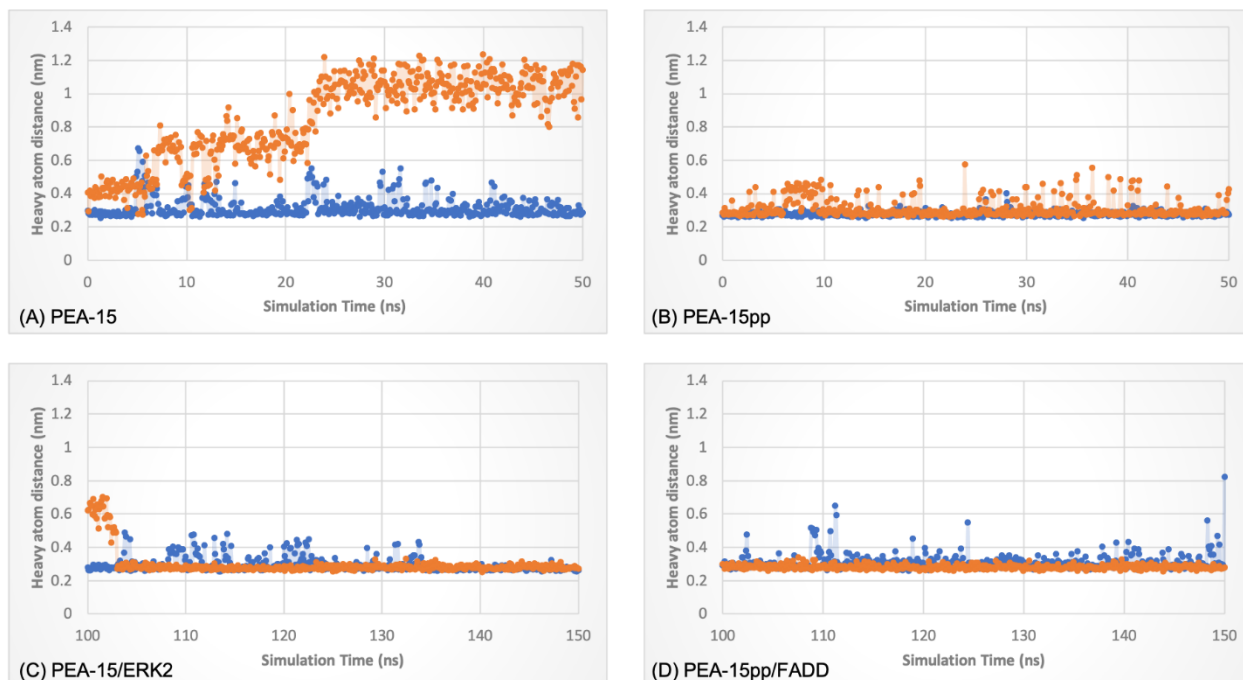 1.4
1.2
1
0.8
0.6
0.4
0.2
0
Heavy atom distance (nm)
0 10 20 30 40 50
Simulation Time (ns)
(A) PEA-15
1.4
1.2
1
0.8
0.6
0.4
0.2
0
Heavy atom distance (nm)
0 10 20 30 40 50
Simulation Time (ns)
(B) PEA-15pp
1.4
1.2
1
0.8
0.6
0.4
0.2
0
Heavy atom distance (nm)
100 110 120 130 140 150
Simulation Time (ns)
(C) PEA-15/ERK2
1.4
1.2
1
0.8
0.6
0.4
0.2
0
Heavy atom distance (nm)
100 110 120 130 140 150
Simulation Time (ns)
(D) PEA-15pp/FADD